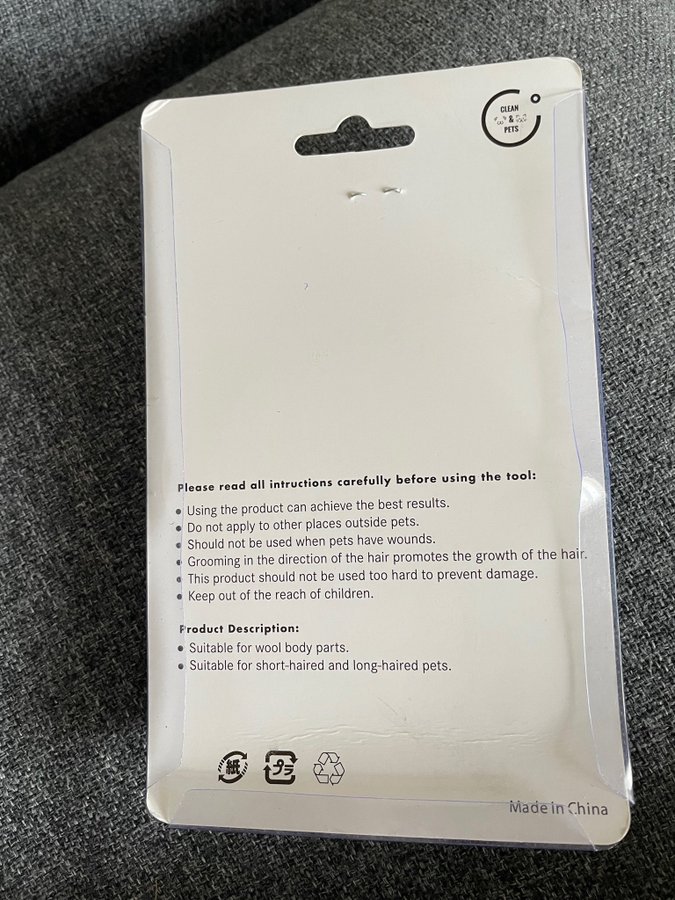 CLEAN
&
PETS
Please read all intructions carefully before using the tool:
• Using the product can achieve the best results.
• Do not apply to other places outside pets.
• Should not be used when pets have wounds.
• Grooming in the direction of the hair promotes the growth of the hair.
• This product should not be used too hard to prevent damage.
• Keep out of the reach of children.
Product Description:
• Suitable for wool body parts.
• Suitable for short-haired and long-haired pets.
紙 プラ
Made in China